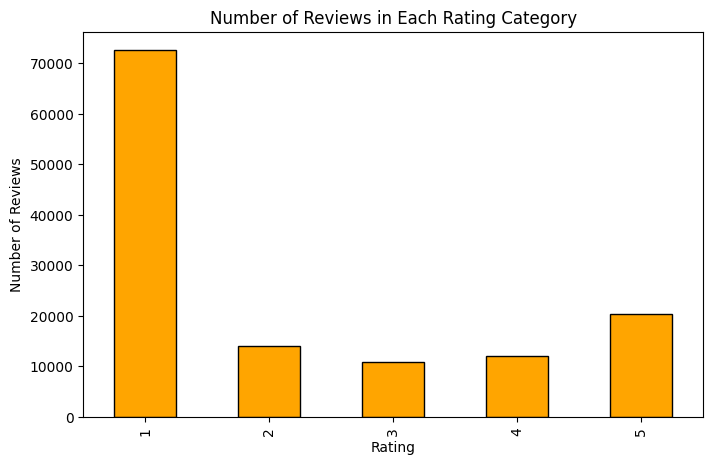 Number of Reviews in Each Rating Category
Number of Reviews
70000
60000
50000
40000
30000
20000
10000
0
1 2 3 4 5
Rating